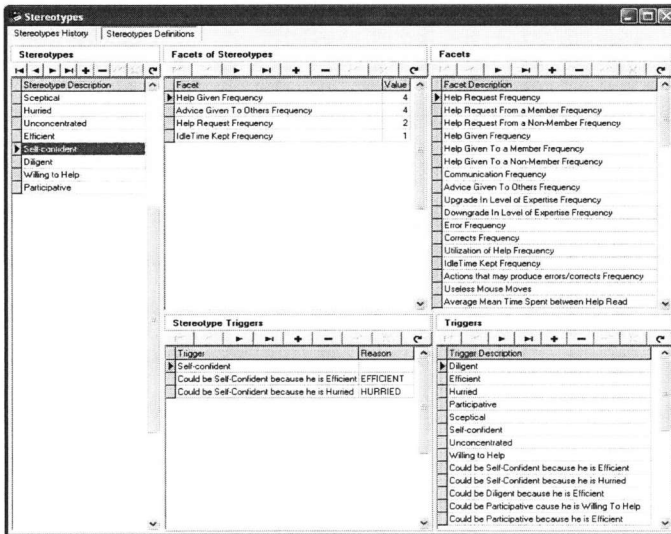 Stereotypes
Stereotypes History
Stereotypes Definitions
Stereotypes
Stereotype Description
Sceptical
Hurried
Unconcentrated
Efficient
Self-confident
Diligent
Willing to Help
Participative
Facets of Stereotypes
Facet Value
Help Given Frequency 4
Advice Given To Others Frequency 4
Help Request Frequency 2
IdleTime Kept Frequency 1
Facets
Facet Description
Help Request Frequency
Help Request From a Member Frequency
Help Request From a Non-Member Frequency
Help Given Frequency
Help Given To a Member Frequency
Help Given To a Non-Member Frequency
Communication Frequency
Advice Given To Others Frequency
Upgrade In Level of Expertise Frequency
Downgrade In Level of Expertise Frequency
Error Frequency
Corrects Frequency
Utilization of Help Frequency
IdleTime Kept Frequency
Actions that may produce errors/corrects Frequency
Useless Mouse Moves
Average Mean Time Spent between Help Read
Stereotype Triggers
Trigger Reason
Self-confident
Could be Self-Confident because he is Efficient EFFICIENT
Could be Self-Confident because he is Hurried HURRIED
Triggers
Trigger Description
Diligent
Efficient
Hurried
Participative
Sceptical
Self-confident
Unconcentrated
Willing to Help
Could be Self-Confident because he is Efficient
Could be Self-Confident because he is Hurried
Could be Diligent because he is Efficient
Could be Participative cause he is Willing To Help
Could be Participative because he is Efficient